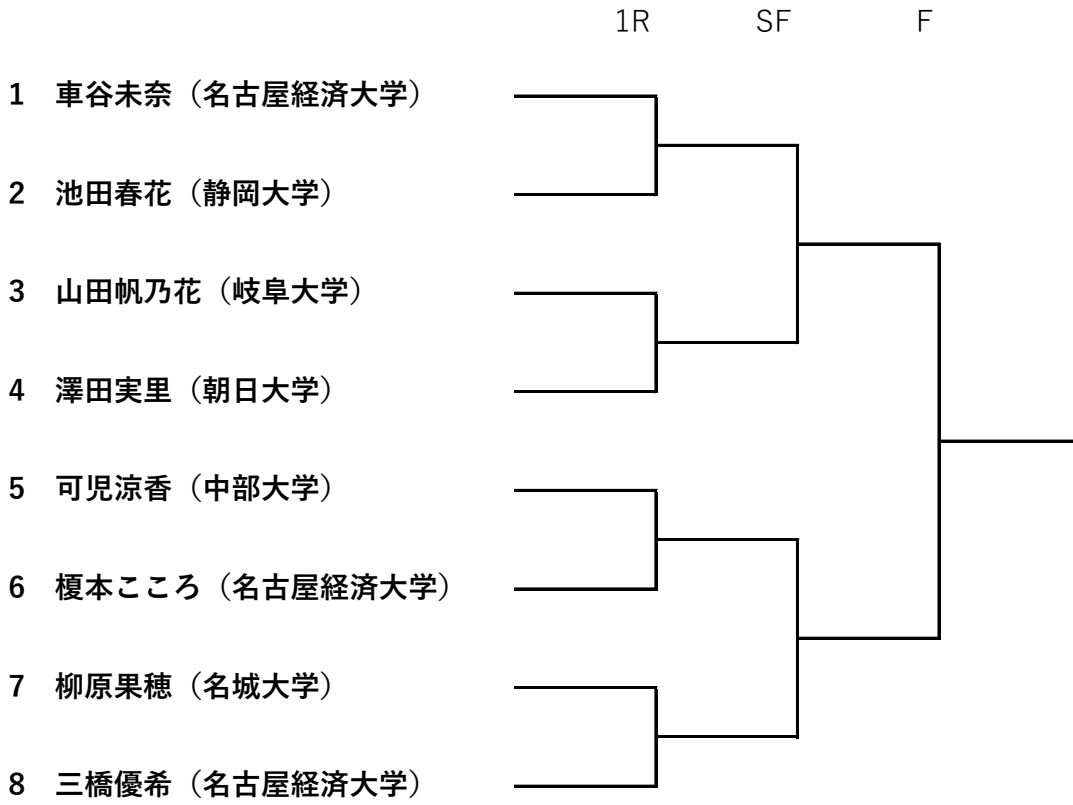 1R SF F
1 車谷未奈（名古屋経済大学）
2 池田春花（静岡大学）
3 山田帆乃花（岐阜大学）
4 澤田実里（朝日大学）
5 可児涼香（中部大学）
6 榎本こころ（名古屋経済大学）
7 柳原果穂（名城大学）
8 三橋優希（名古屋経済大学）